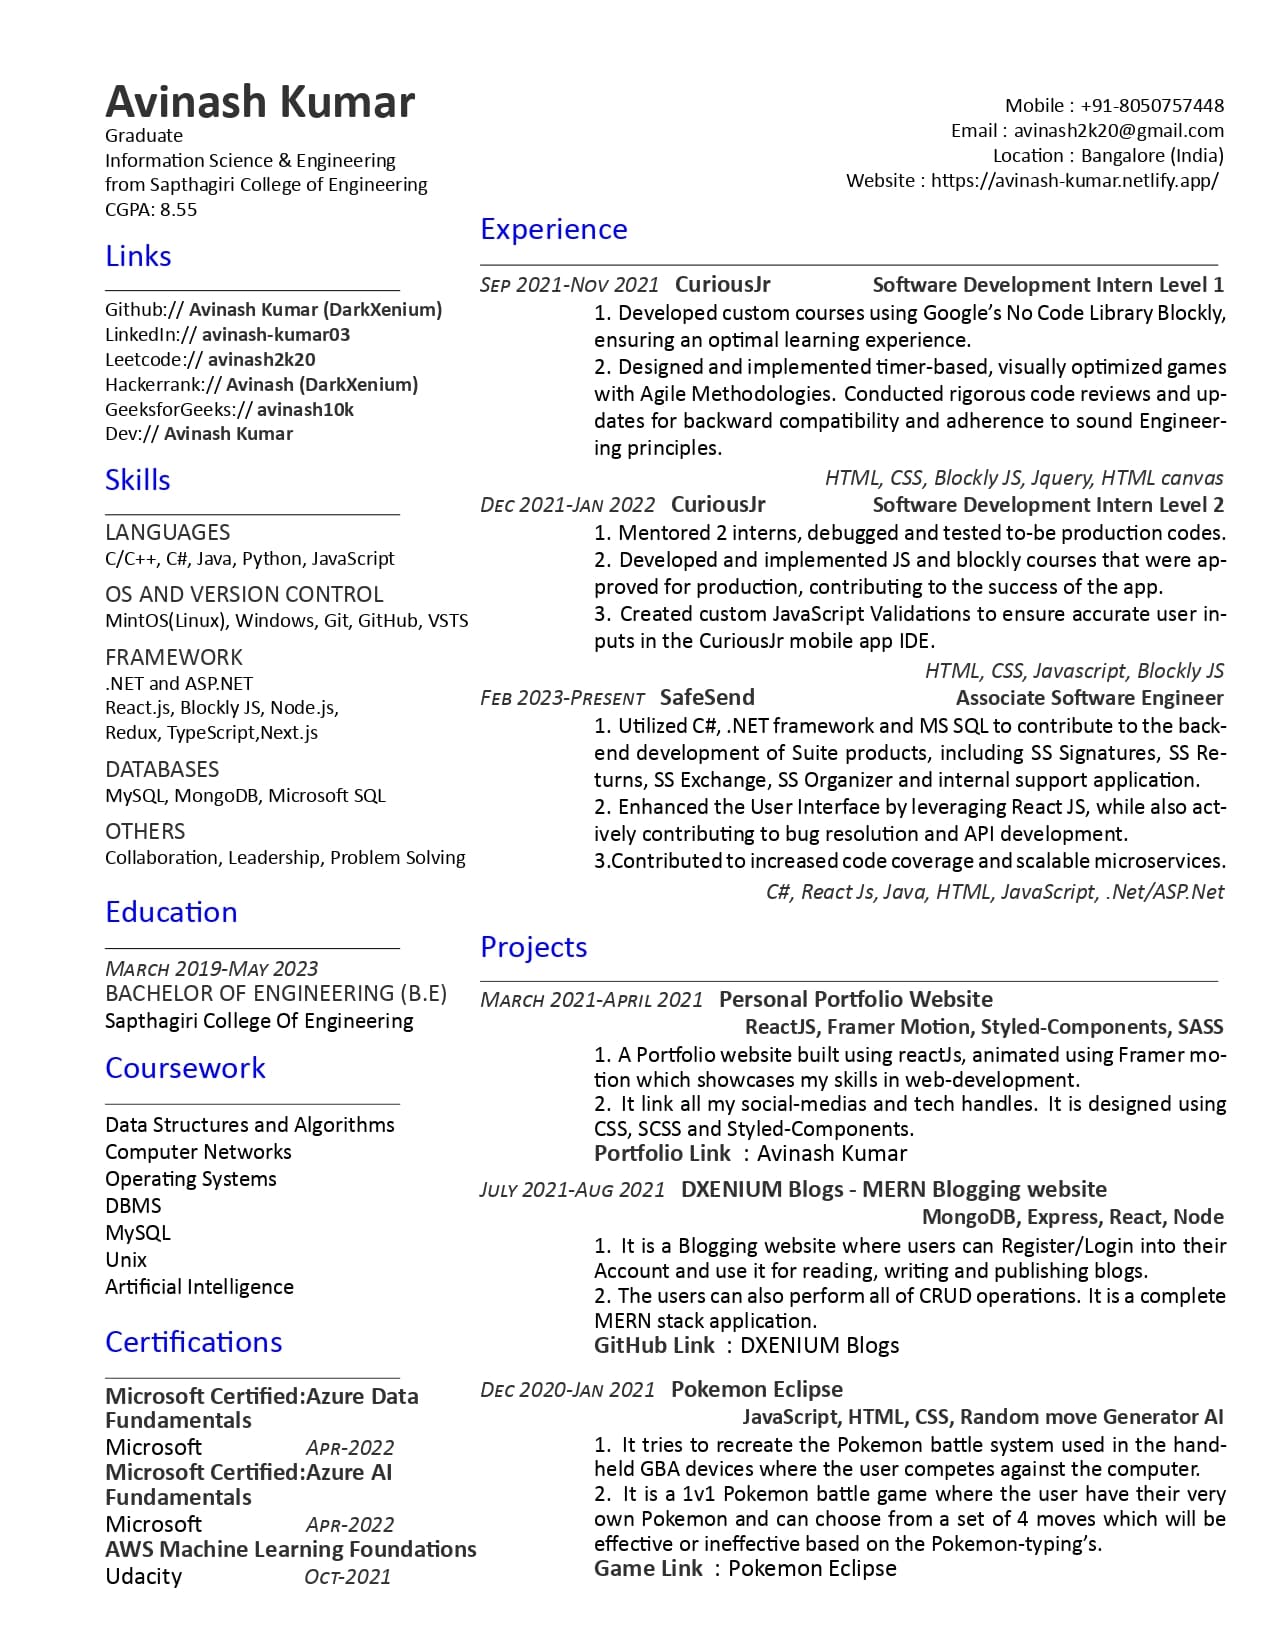 Avinash Kumar
Graduate
Information Science & Engineering
from Sapthagiri College of Engineering
CGPA: 8.55
Mobile : +91-8050757448
Email : avinash2k20@gmail.com
Location : Bangalore (India)
Website : https://avinash-kumar.netlify.app/
Links
Github:// Avinash Kumar (DarkXenium)
LinkedIn:// avinash-kumar03
Leetcode:// avinash2k20
Hackerrank:// Avinash (DarkXenium)
GeeksforGeeks:// avinash10k
Dev:// Avinash Kumar
Skills
LANGUAGES
C/C++, C#, Java, Python, JavaScript
OS AND VERSION CONTROL
MintOS(Linux), Windows, Git, GitHub, VSTS
FRAMEWORK
.NET and ASP.NET
React.js, Blockly JS, Node.js,
Redux, TypeScript,Next.js
DATABASES
MySQL, MongoDB, Microsoft SQL
OTHERS
Collaboration, Leadership, Problem Solving
Education
March 2019-May 2023
BACHELOR OF ENGINEERING (B.E)
Sapthagiri College Of Engineering
Coursework
Data Structures and Algorithms
Computer Networks
Operating Systems
DBMS
MySQL
Unix
Artificial Intelligence
Certifications
Microsoft Certified:Azure Data
Fundamentals
Microsoft Apr-2022
Microsoft Certified:Azure AI
Fundamentals
Microsoft Apr-2022
AWS Machine Learning Foundations
Udacity Oct-2021
Experience
Sep 2021-Nov 2021 CuriousJr Software Development Intern Level 1
1. Developed custom courses using Google's No Code Library Blockly,
ensuring an optimal learning experience.
2. Designed and implemented timer-based, visually optimized games
with Agile Methodologies. Conducted rigorous code reviews and up-
dates for backward compatibility and adherence to sound Engineer-
ing principles.
HTML, CSS, Blockly JS, Jquery, HTML canvas
Dec 2021-Jan 2022 CuriousJr Software Development Intern Level 2
1. Mentored 2 interns, debugged and tested to-be production codes.
2. Developed and implemented JS and blockly courses that were ap-
proved for production, contributing to the success of the app.
3. Created custom JavaScript Validations to ensure accurate user in-
puts in the CuriousJr mobile app IDE.
HTML, CSS, Javascript, Blockly JS
Feb 2023-Present SafeSend Associate Software Engineer
1. Utilized C#, .NET framework and MS SQL to contribute to the back-
end development of Suite products, including SS Signatures, SS Re-
turns, SS Exchange, SS Organizer and internal support application.
2. Enhanced the User Interface by leveraging React JS, while also act-
ively contributing to bug resolution and API development.
3.Contributed to increased code coverage and scalable microservices.
C#, React Js, Java, HTML, JavaScript, .Net/ASP.Net
Projects
March 2021-April 2021 Personal Portfolio Website
ReactJS, Framer Motion, Styled-Components, SASS
1. A Portfolio website built using reactJs, animated using Framer mo-
tion which showcases my skills in web-development.
2. It link all my social-medias and tech handles. It is designed using
CSS, SCSS and Styled-Components.
Portfolio Link : Avinash Kumar
July 2021-Aug 2021 DXENIUM Blogs - MERN Blogging website
MongoDB, Express, React, Node
1. It is a Blogging website where users can Register/Login into their
Account and use it for reading, writing and publishing blogs.
2. The users can also perform all of CRUD operations. It is a complete
MERN stack application.
GitHub Link : DXENIUM Blogs
Dec 2020-Jan 2021 Pokemon Eclipse
JavaScript, HTML, CSS, Random move Generator AI
1. It tries to recreate the Pokemon battle system used in the hand-
held GBA devices where the user competes against the computer.
2. It is a 1v1 Pokemon battle game where the user have their very
own Pokemon and can choose from a set of 4 moves which will be
effective or ineffective based on the Pokemon-typing's.
Game Link : Pokemon Eclipse